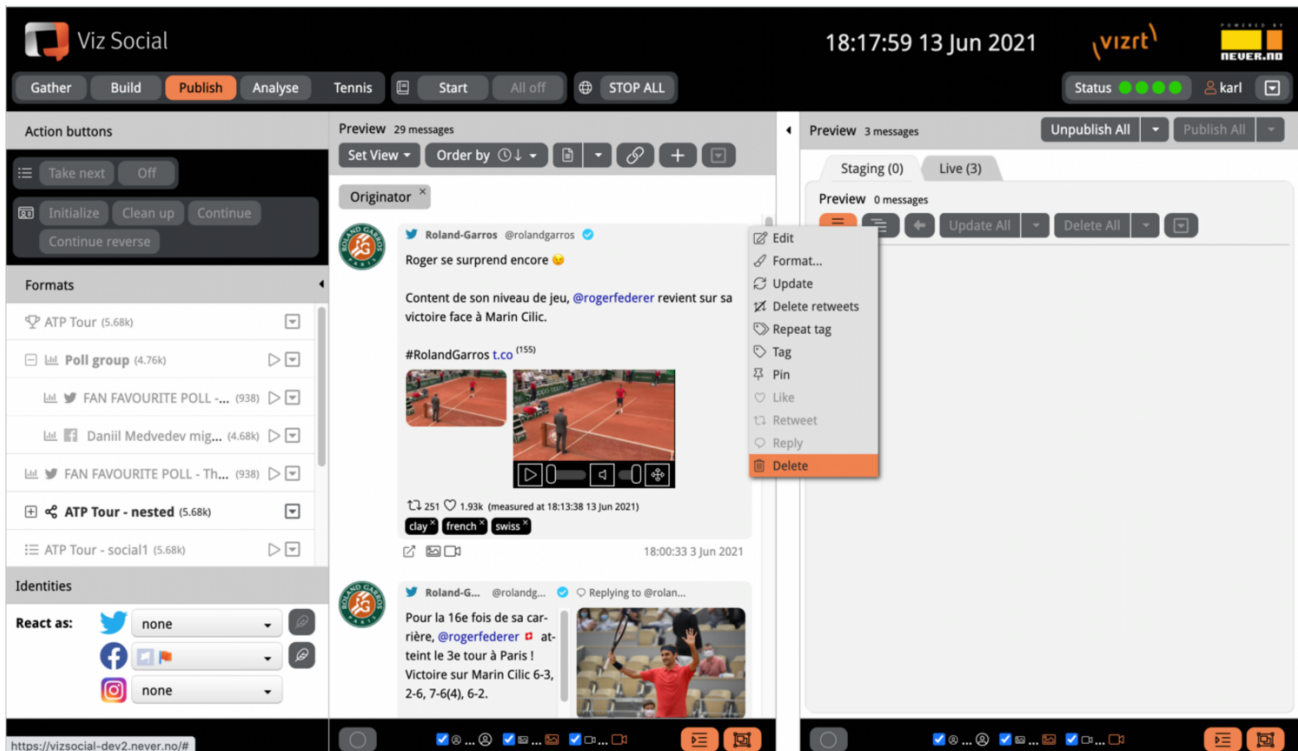 Viz Social
18:17:59 13 Jun 2021
vizrt
POWERED BY
NEVER.NO
Gather Build Publish Analyse Tennis Start All off STOP ALL
Status karl
Action buttons
Take next Off
Initialize Clean up Continue
Continue reverse
Formats
ATP Tour (5.68k)
Poll group (4.76k)
FAN FAVOURITE POLL -... (938)
Daniil Medvedev mig... (4.68k)
FAN FAVOURITE POLL - Th... (938)
ATP Tour - nested (5.68k)
ATP Tour - social1 (5.68k)
Identities
React as: none
none
https://vizsocial-dev2.never.no/#
Preview 29 messages
Set View Order by
Originator ×
ROLAND GARROS
PARIS
Roland-Garros @rolandgarros
Roger se surprend encore
Content de son niveau de jeu, @rogerfederer revient sur sa
victoire face à Marin Cilic.
#RolandGarros t.co (155)
251 1.93k (measured at 18:13:38 13 Jun 2021)
clay× french× swiss×
18:00:33 3 Jun 2021
ROLAND GARROS
PARIS
Roland-G... @rolandg... Replying to @rolan...
Pour la 16e fois de sa car-
rière, @rogerfederer at-
teint le 3e tour à Paris !
Victoire sur Marin Cilic 6-3,
2-6, 7-6(4), 6-2.
... ... ...
Edit
Format...
Update
Delete retweets
Repeat tag
Tag
Pin
Like
Retweet
Reply
Delete
Preview 3 messages
Unpublish All Publish All
Staging (0) Live (3)
Preview 0 messages
Update All Delete All
... ... ...